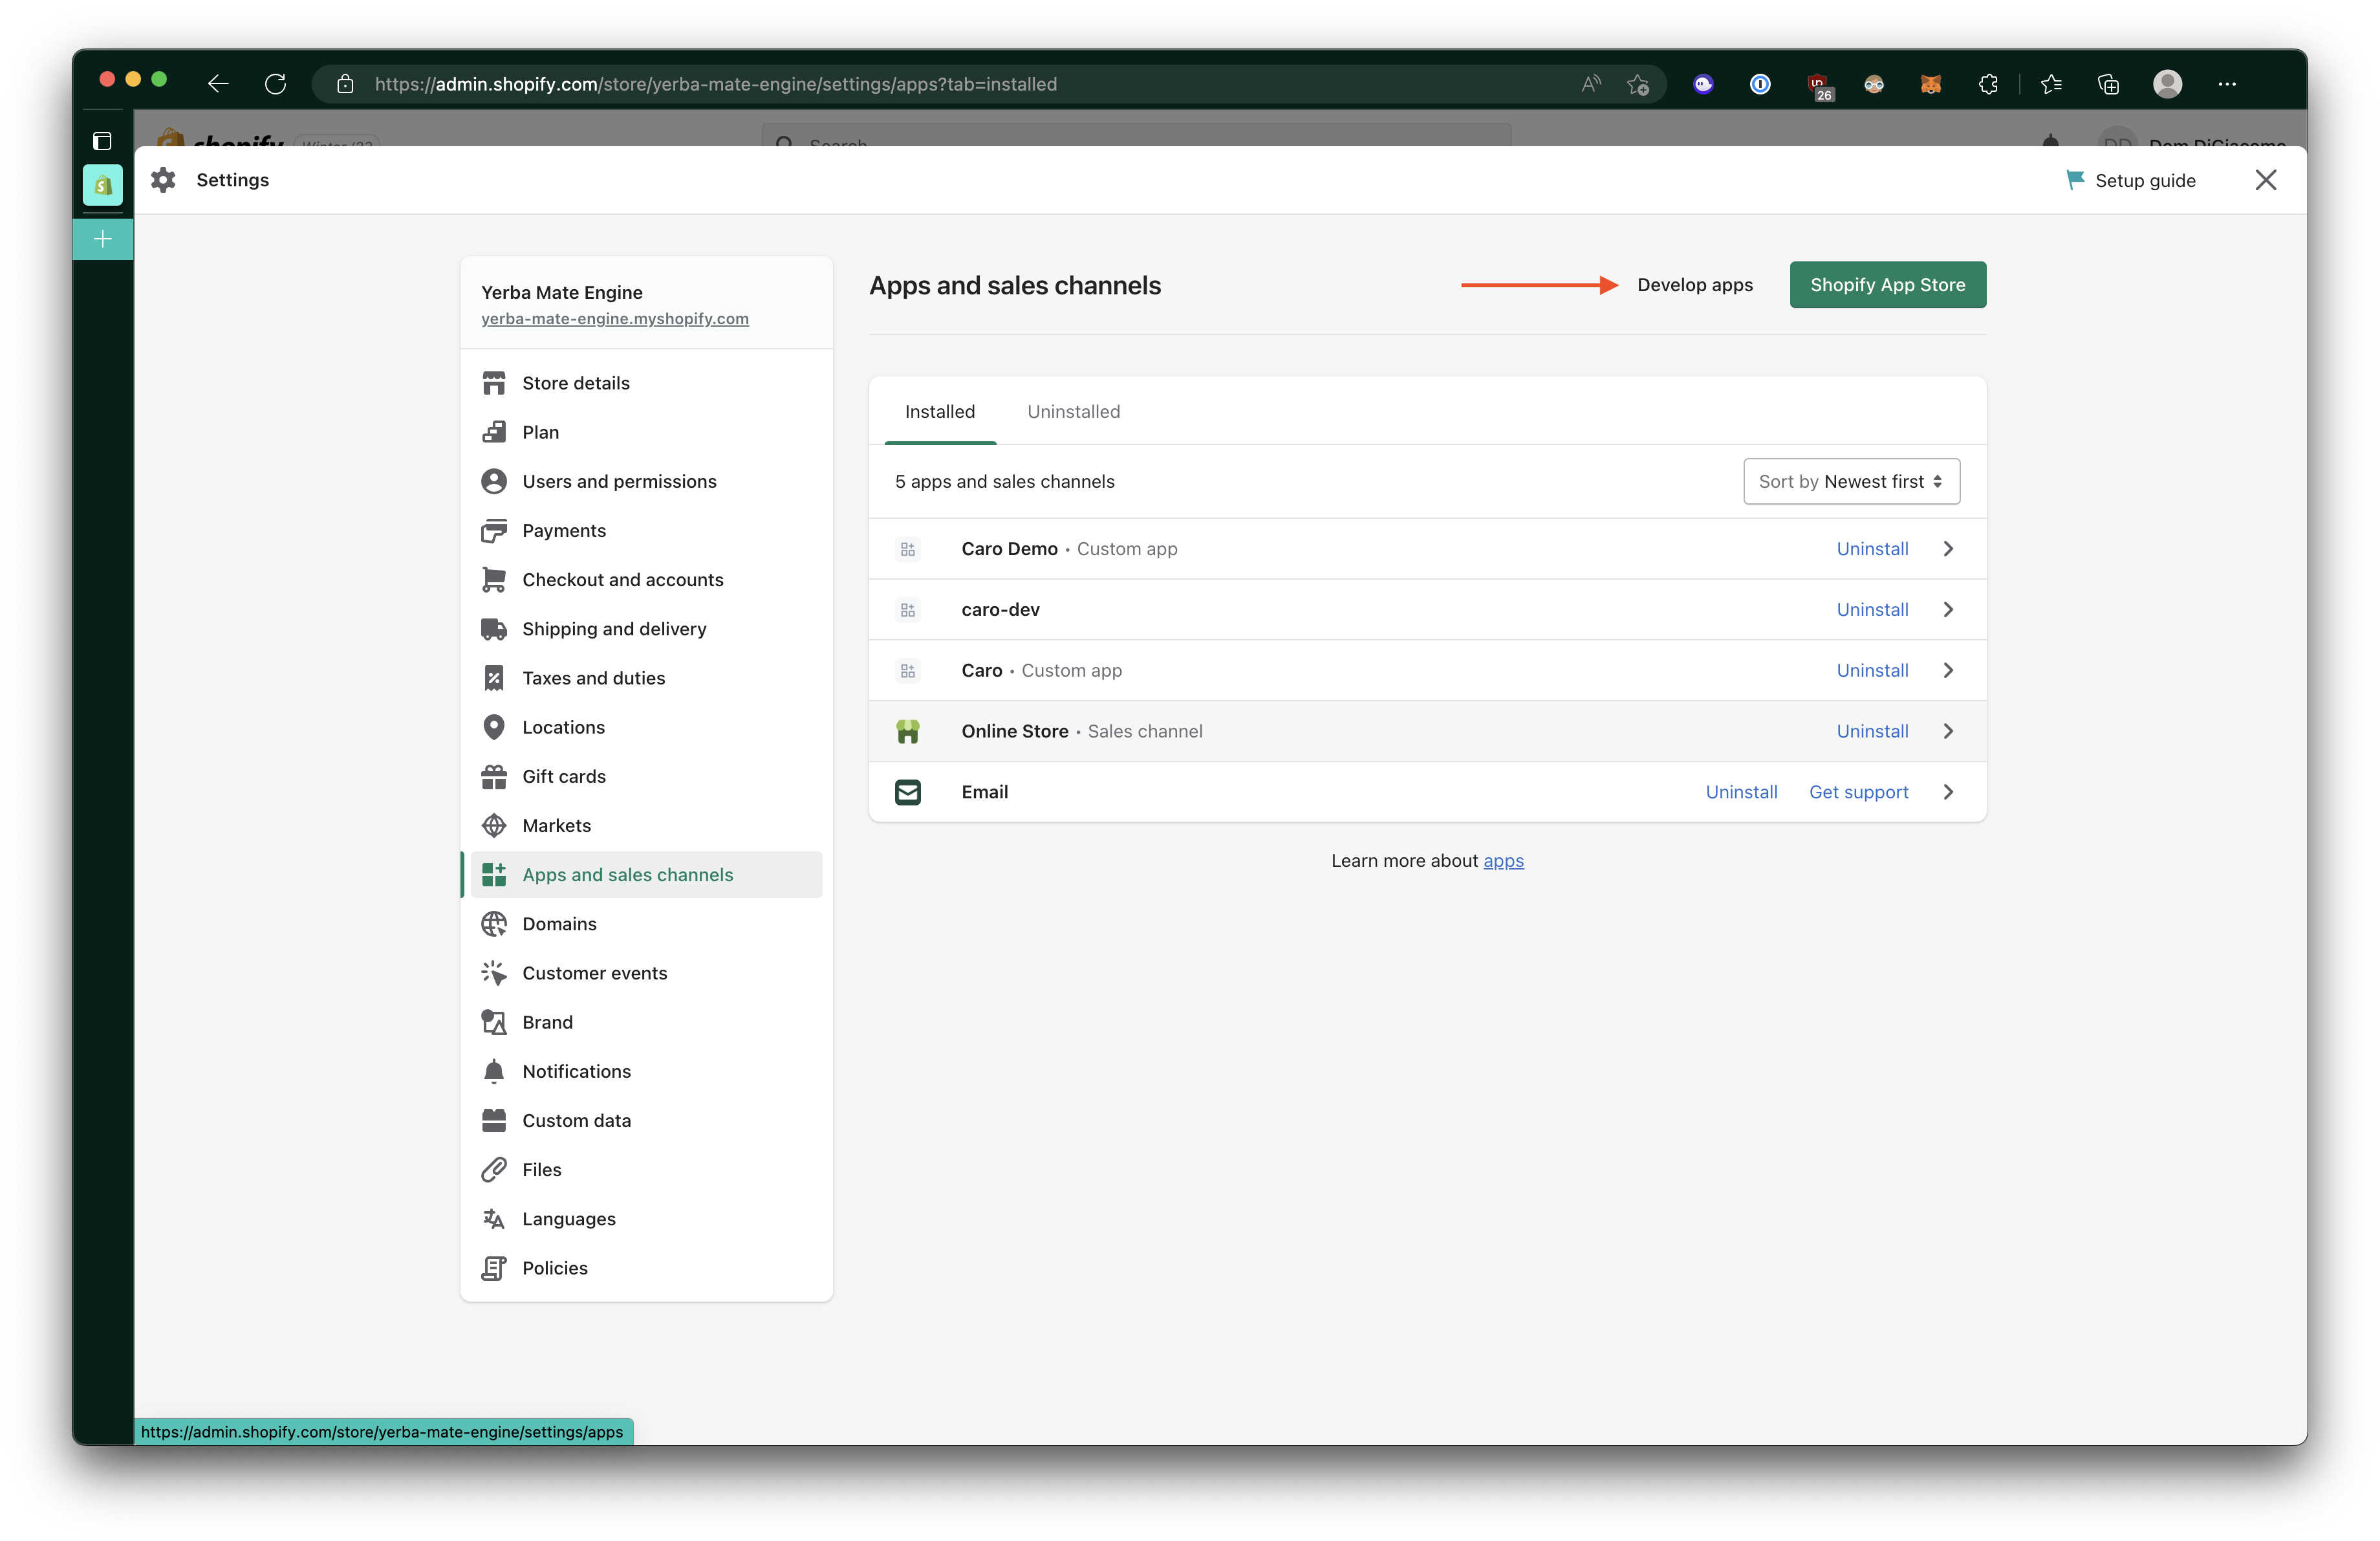 https://admin.shopify.com/store/yerba-mate-engine/settings/apps?tab=installed
26
shopify
Search
Settings
Setup guide
Yerba Mate Engine
yerba-mate-engine.myshopify.com
Store details
Plan
Users and permissions
Payments
Checkout and accounts
Shipping and delivery
Taxes and duties
Locations
Gift cards
Markets
Apps and sales channels
Domains
Customer events
Brand
Notifications
Custom data
Files
Languages
Policies
Apps and sales channels
Develop apps
Shopify App Store
Installed
Uninstalled
5 apps and sales channels
Sort by Newest first
Caro Demo • Custom app
Uninstall
caro-dev
Uninstall
Caro • Custom app
Uninstall
Online Store • Sales channel
Uninstall
Email
Uninstall
Get support
Learn more about apps
https://admin.shopify.com/store/yerba-mate-engine/settings/apps